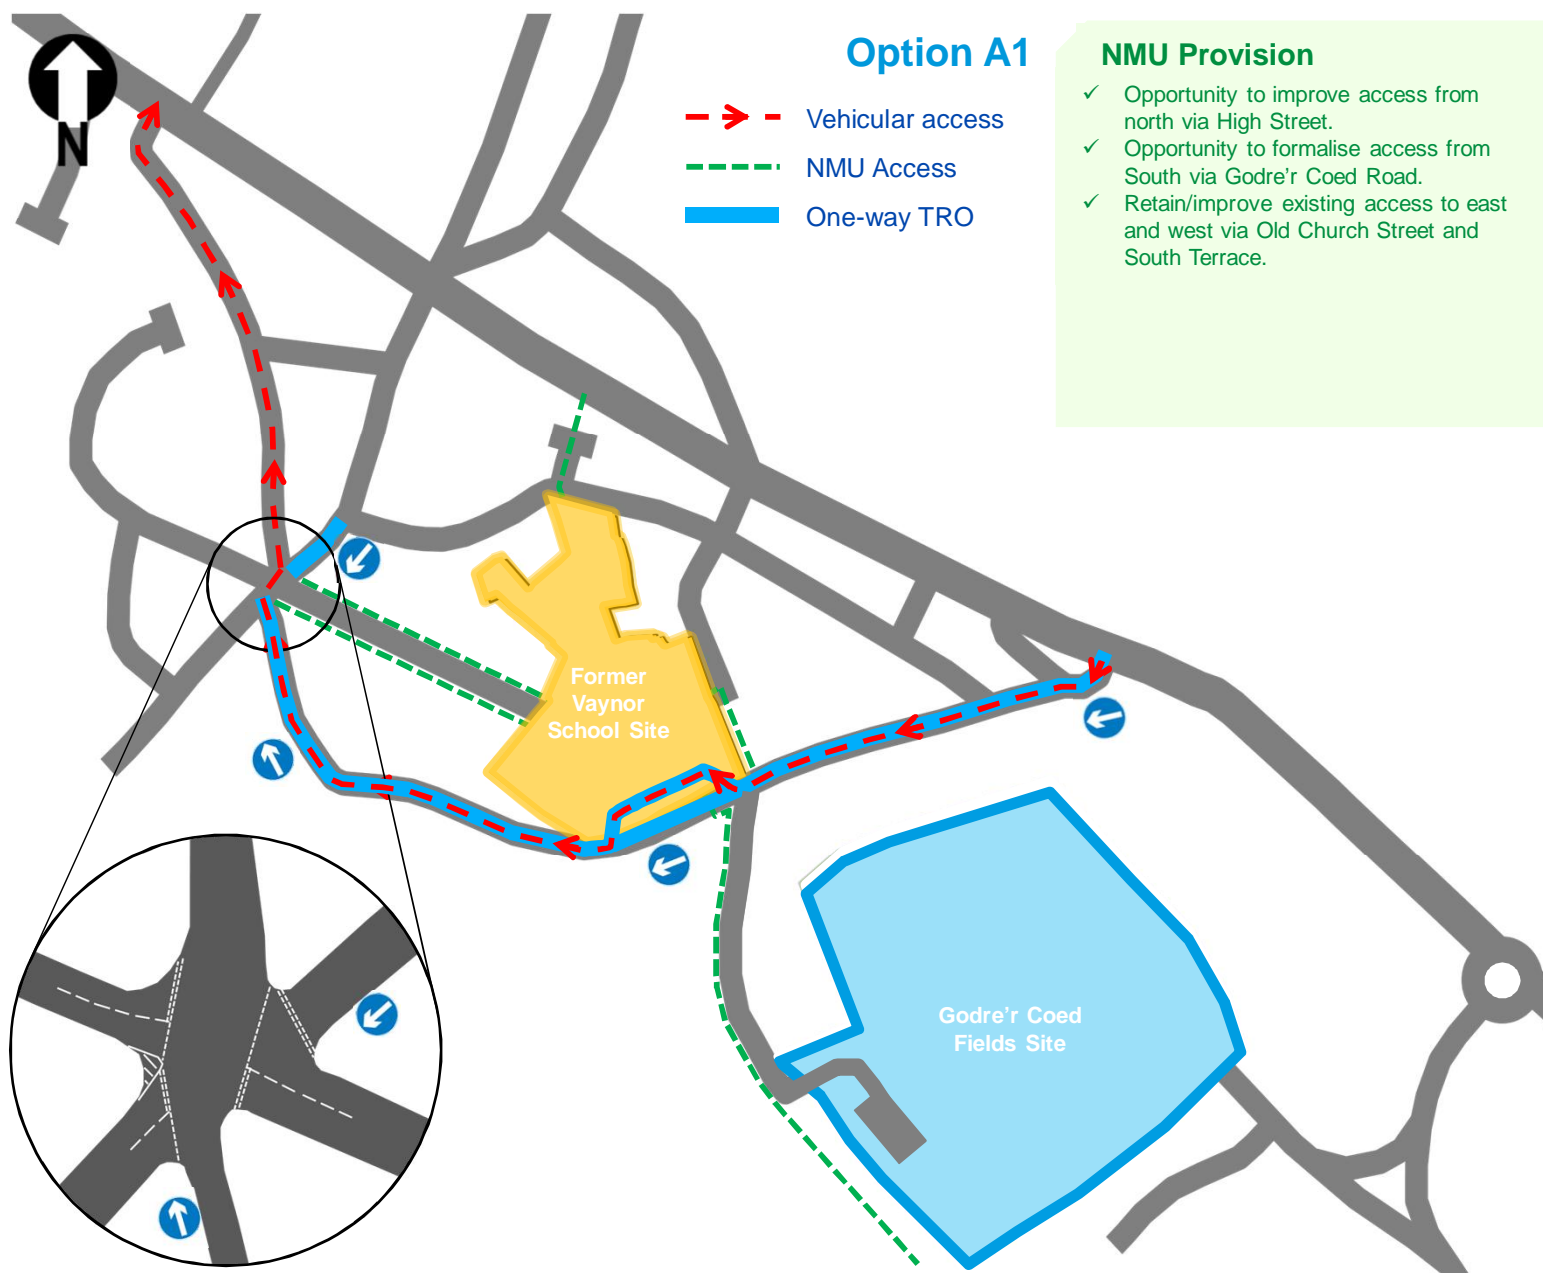 Option A1
Vehicular access
NMU Access
One-way TRO
NMU Provision
✓ Opportunity to improve access from
north via High Street.
✓ Opportunity to formalise access from
South via Godre’r Coed Road.
✓ Retain/improve existing access to east
and west via Old Church Street and
South Terrace.
N
Former
Vaynor
School Site
Godre’r Coed
Fields Site